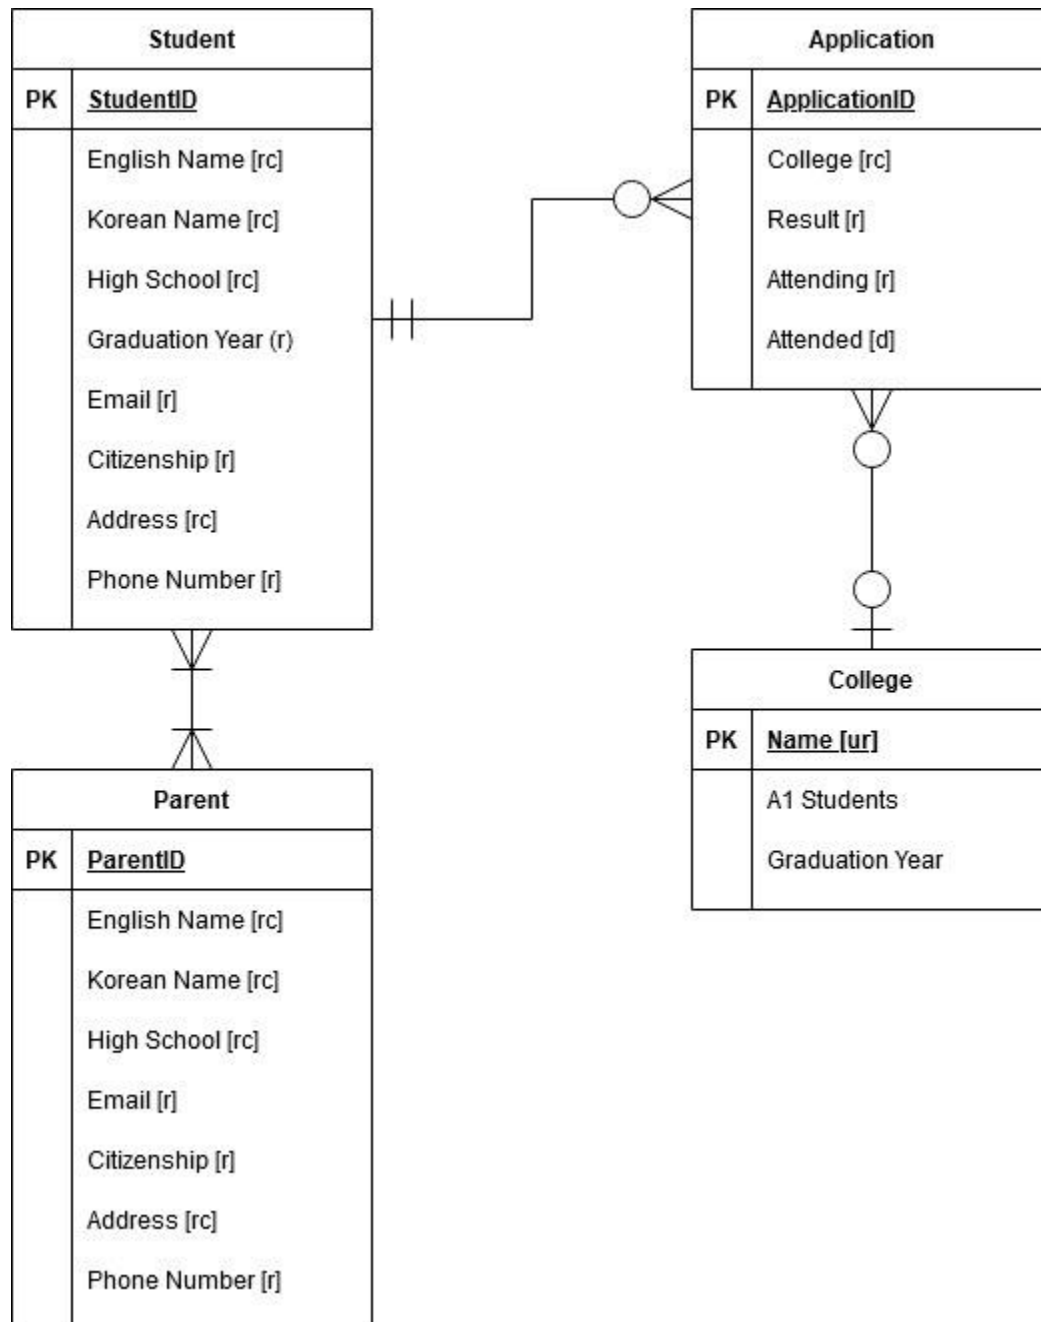 Student
PK StudentID
English Name [rc]
Korean Name [rc]
High School [rc]
Graduation Year (r)
Email [r]
Citizenship [r]
Address [rc]
Phone Number [r]
Application
PK ApplicationID
College [rc]
Result [r]
Attending [r]
Attended [d]
College
PK Name [ur]
A1 Students
Graduation Year
Parent
PK ParentID
English Name [rc]
Korean Name [rc]
High School [rc]
Email [r]
Citizenship [r]
Address [rc]
Phone Number [r]